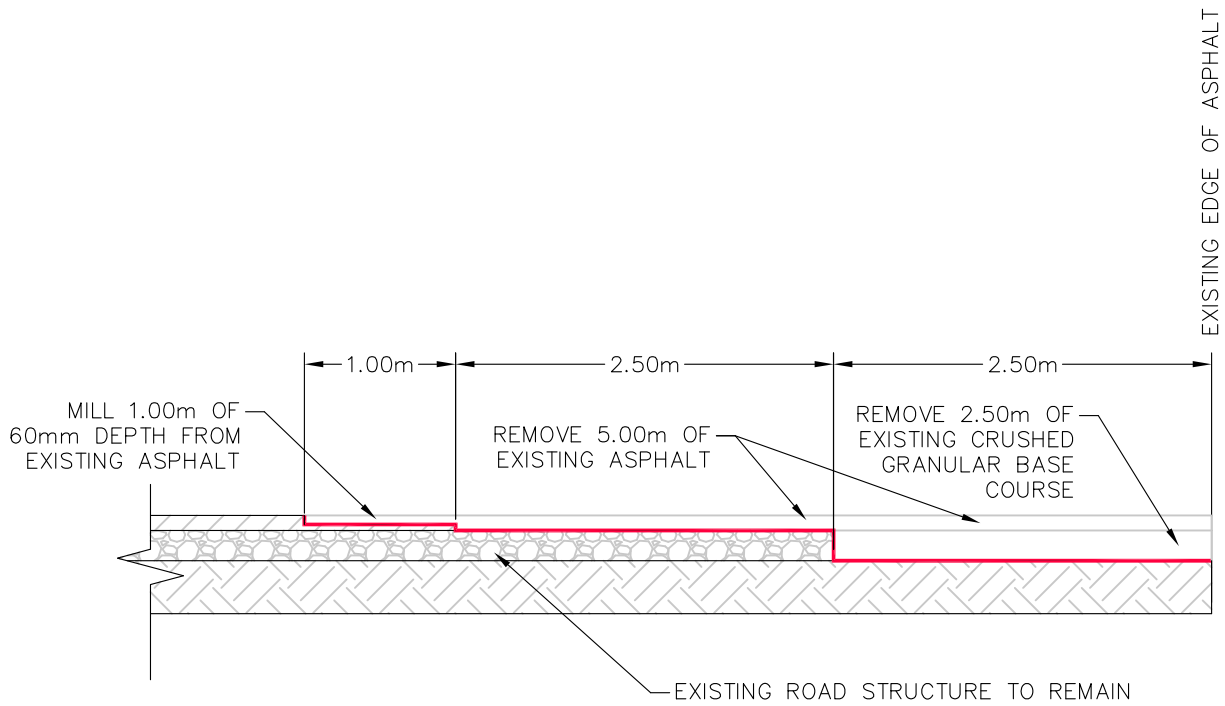 EXISTING EDGE OF ASPHALT
1.00m
2.50m
2.50m
MILL 1.00m OF
60mm DEPTH FROM
EXISTING ASPHALT
REMOVE 5.00m OF
EXISTING ASPHALT
REMOVE 2.50m OF
EXISTING CRUSHED
GRANULAR BASE
COURSE
EXISTING ROAD STRUCTURE TO REMAIN